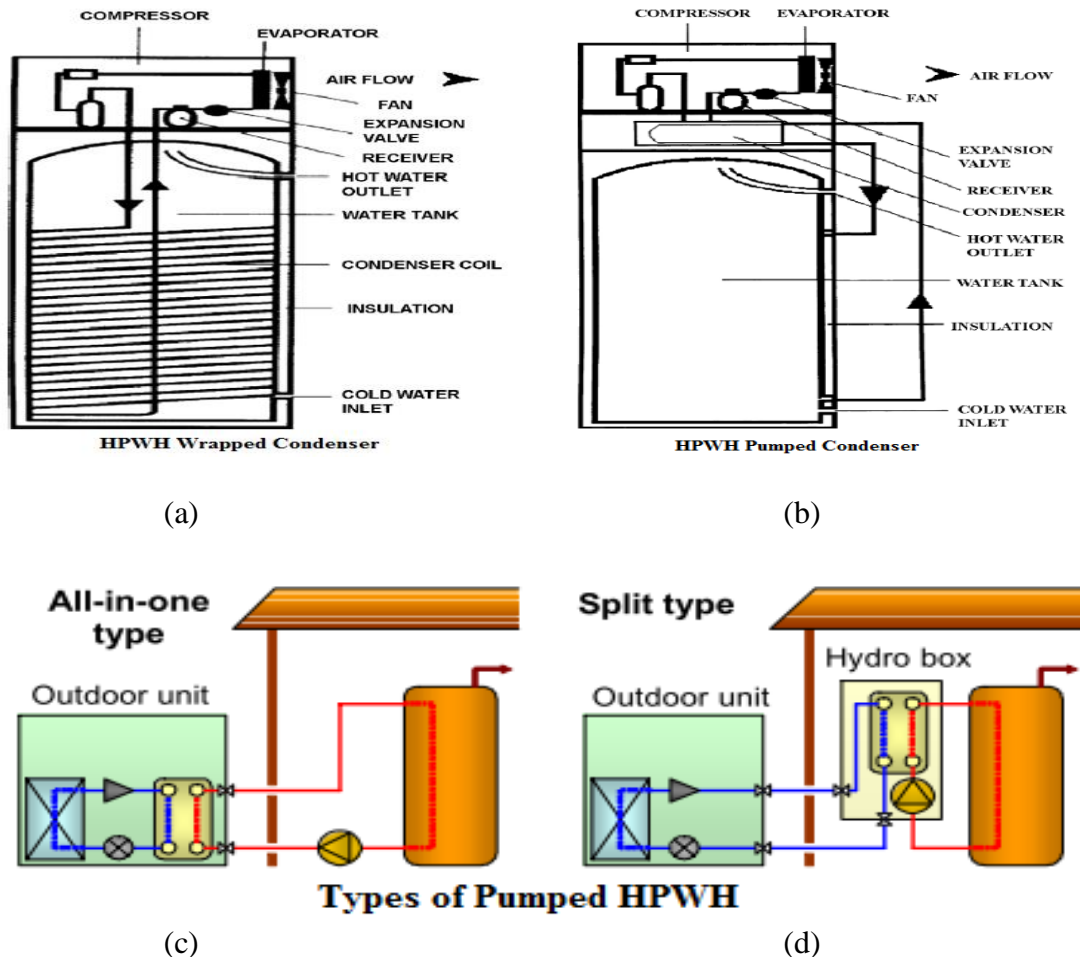 COMPRESSOR
EVAPORATOR
AIR FLOW
FAN
EXPANSION
VALVE
RECEIVER
HOT WATER
OUTLET
WATER TANK
CONDENSER COIL
INSULATION
COLD WATER
INLET
HPWH Wrapped Condenser
(a)
COMPRESSOR
EVAPORATOR
AIR FLOW
FAN
EXPANSION
VALVE
RECEIVER
CONDENSER
HOT WATER
OUTLET
WATER TANK
INSULATION
COLD WATER
INLET
HPWH Pumped Condenser
(b)
All-in-one
type
Outdoor unit
Split type
Hydro box
Outdoor unit
Types of Pumped HPWH
(c)
(d)